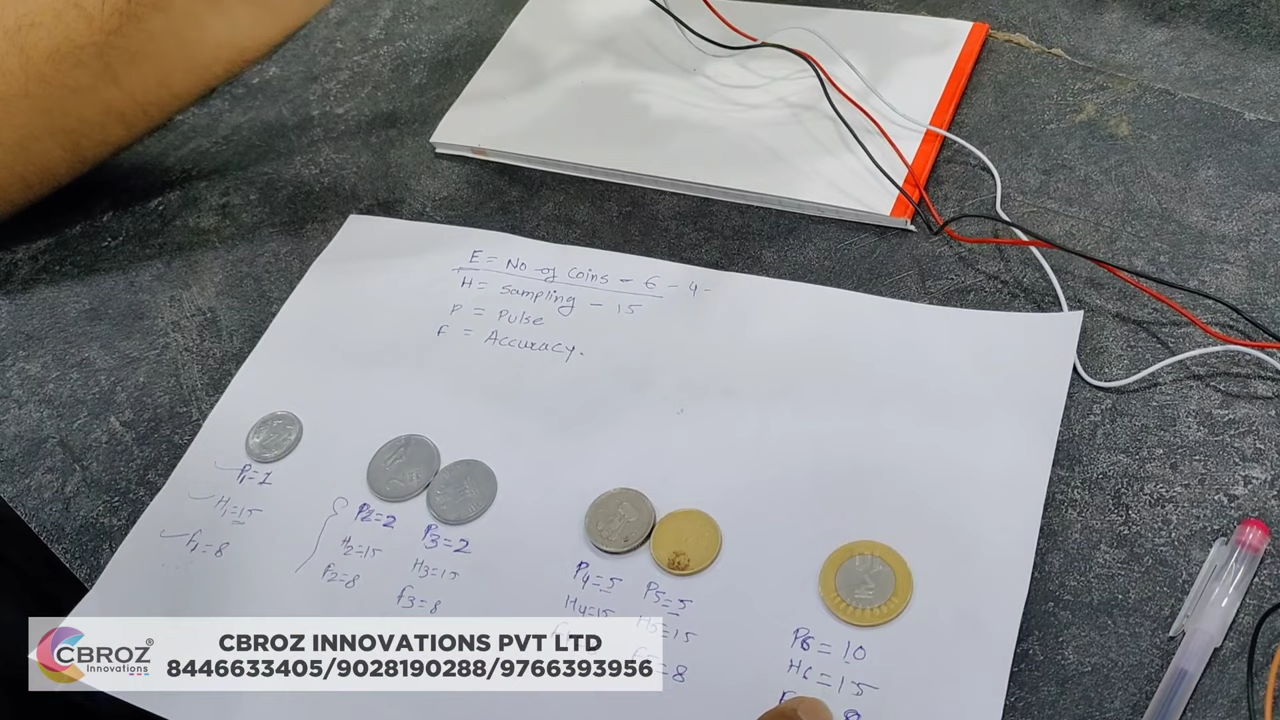 E = No of Coins - 6 - 4 -
H = Sampling - 15
P = Pulse
F = Accuracy.
P1=1
H1=15
f1=8
P2=2
H2=15
F2=8
P3=2
H3=15
f3=8
P4=5
H4=15
P5=5
H5=15
f5=8
P6=10
H6=15
CBROZ®
Innovations
CBROZ INNOVATIONS PVT LTD
8446633405/9028190288/9766393956